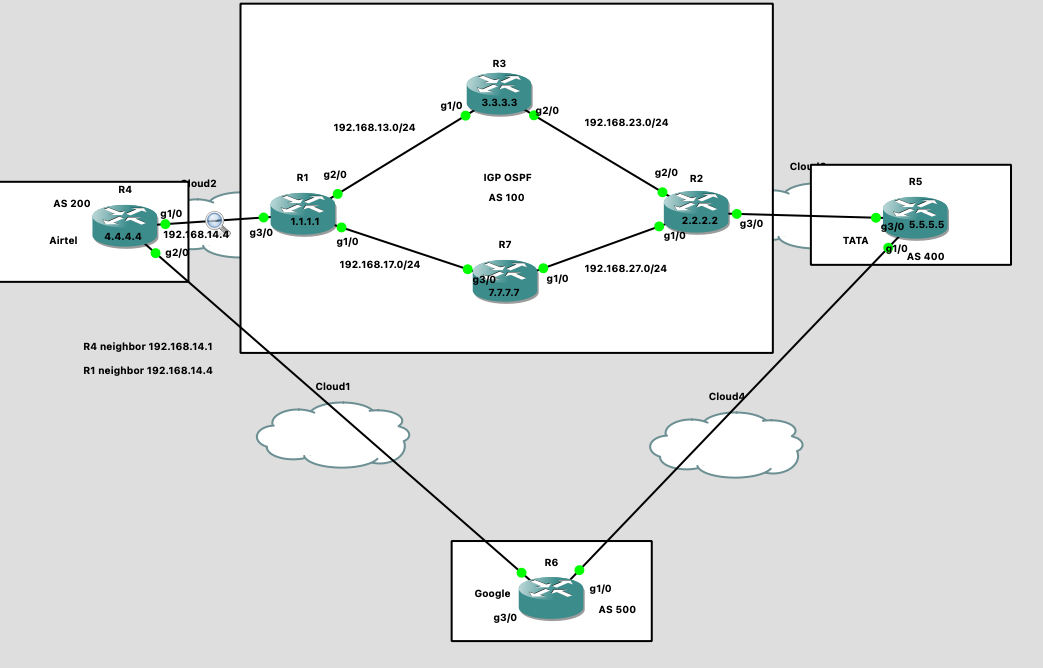 R3
g1/0
3.3.3.3
g2/0
192.168.13.0/24
192.168.23.0/24
IGP OSPF
AS 100
R1
g2/0
1.1.1.1
g3/0
g1/0
g2/0
R2
2.2.2.2
g3/0
g1/0
192.168.17.0/24
R7
g3/0
7.7.7.7
g1/0
192.168.27.0/24
Cloud2
R4
AS 200
g1/0
4.4.4.4
192.168.14.4
Airtel
g2/0
R5
g3/0
5.5.5.5
TATA
g1/0
AS 400
R4 neighbor 192.168.14.1
R1 neighbor 192.168.14.4
Cloud1
Cloud4
R6
Google
g1/0
AS 500
g3/0